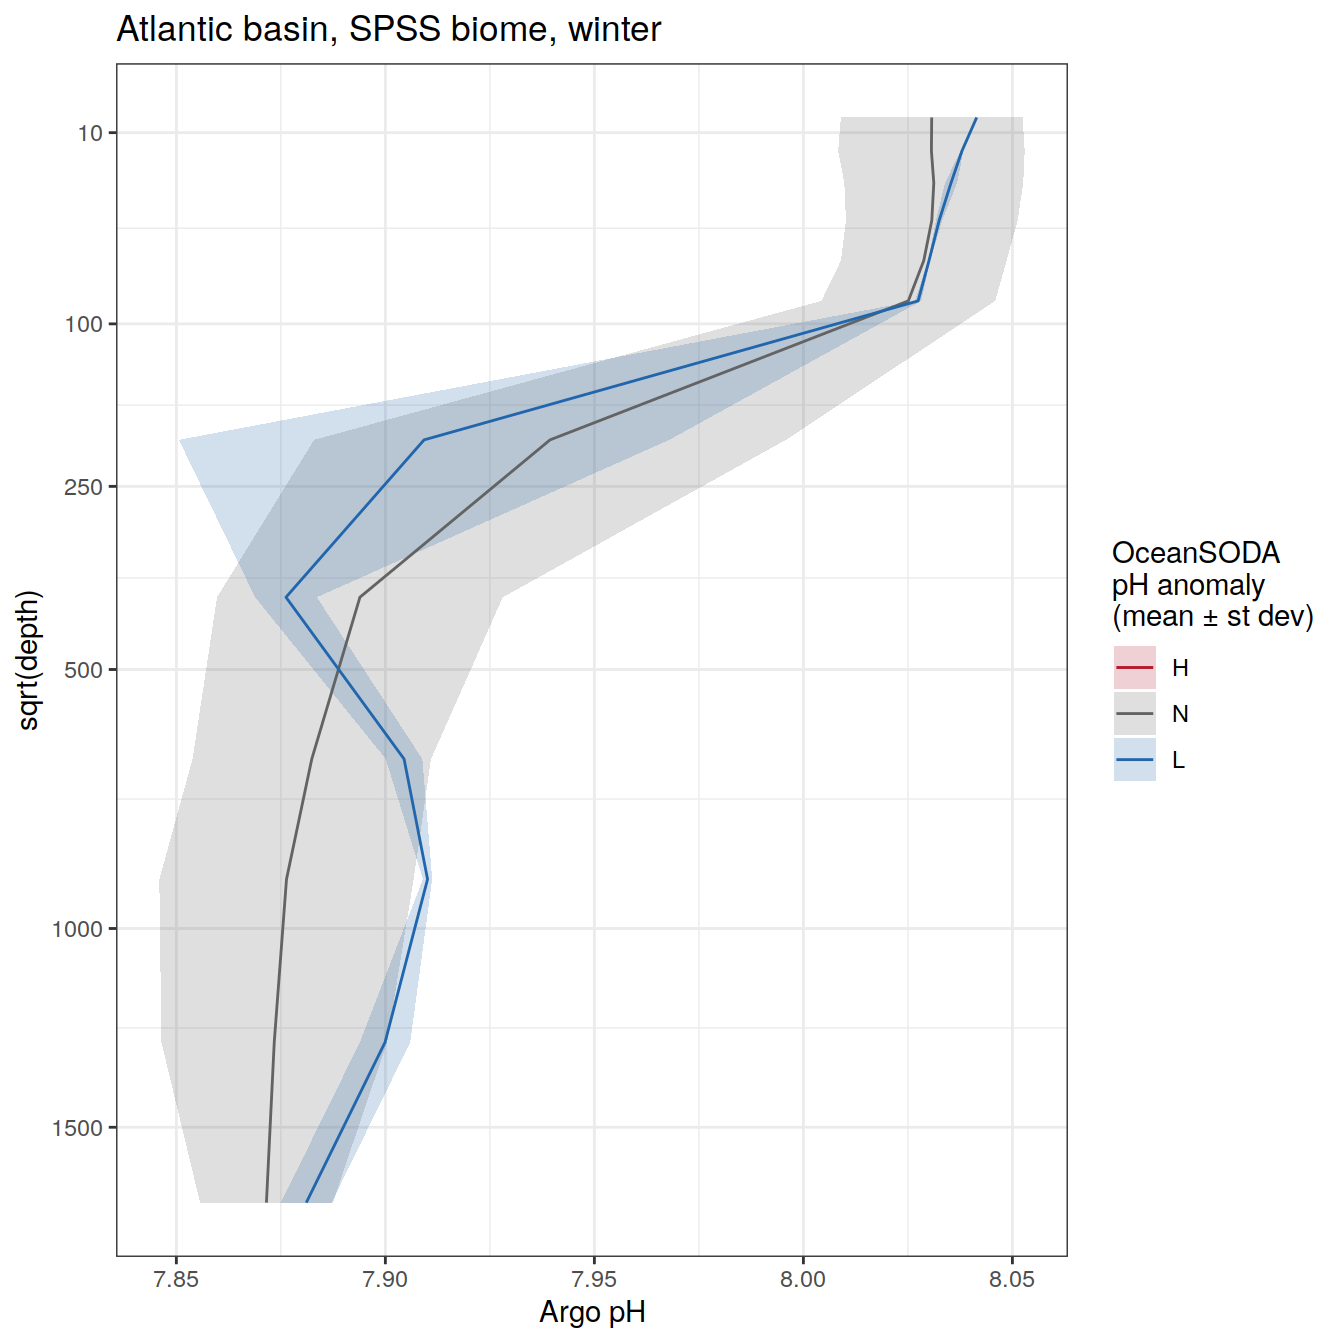 Atlantic basin, SPSS biome, winter
10
100
250
500
1000
1500
sqrt(depth)
7.85
7.90
7.95
8.00
8.05
Argo pH
OceanSODA
pH anomaly
(mean ± st dev)
H
N
L